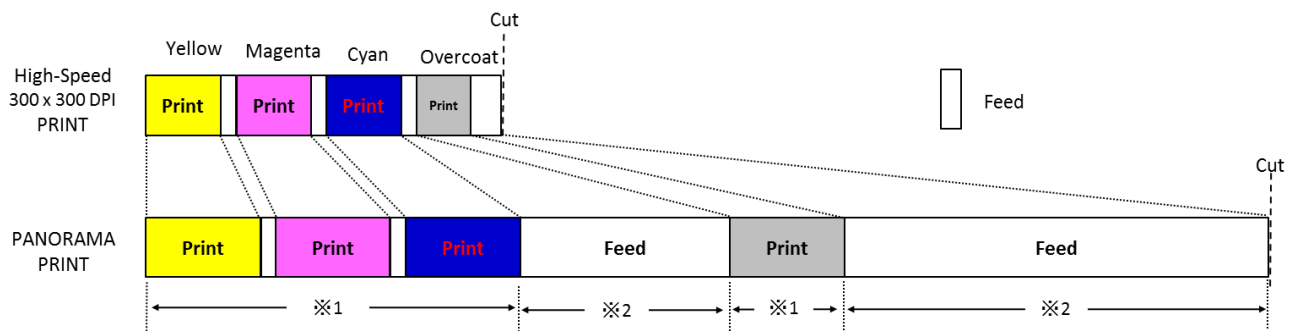 Cut
Yellow Magenta Cyan Overcoat
High-Speed
300 x 300 DPI
PRINT
Print Print Print Print
Feed
Cut
PANORAMA
PRINT
Print Print Print Feed Print Feed
※1 ※2 ※1 ※2